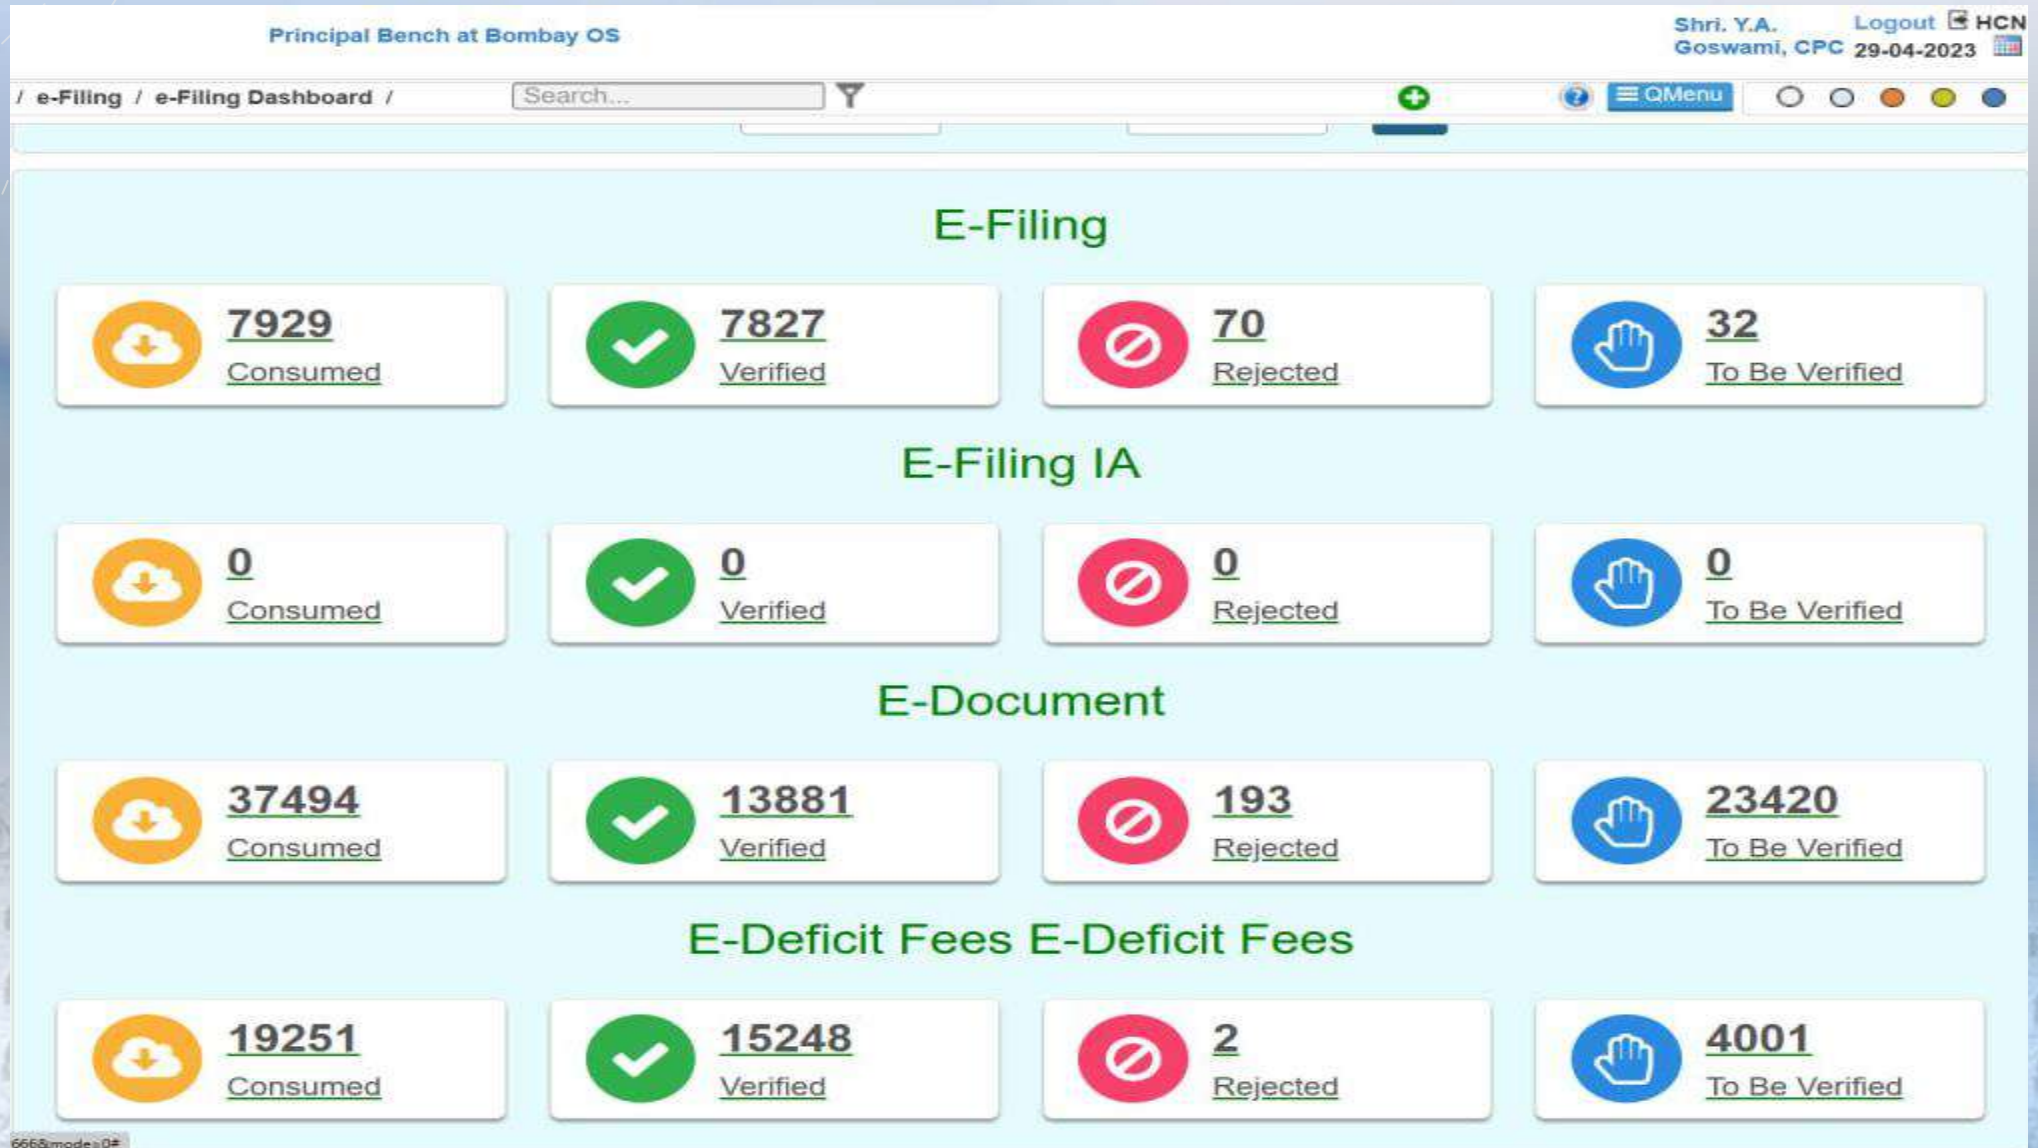 Principal Bench at Bombay OS
Shri. Y.A. Logout HCN
Goswami, CPC 29-04-2023
/ e-Filing / e-Filing Dashboard /
Search...
QMenu
E-Filing
7929 7827 70 32
Consumed Verified Rejected To Be Verified
E-Filing IA
0 0 0 0
Consumed Verified Rejected To Be Verified
E-Document
37494 13881 193 23420
Consumed Verified Rejected To Be Verified
E-Deficit Fees E-Deficit Fees
19251 15248 2 4001
Consumed Verified Rejected To Be Verified
666&mode=0#